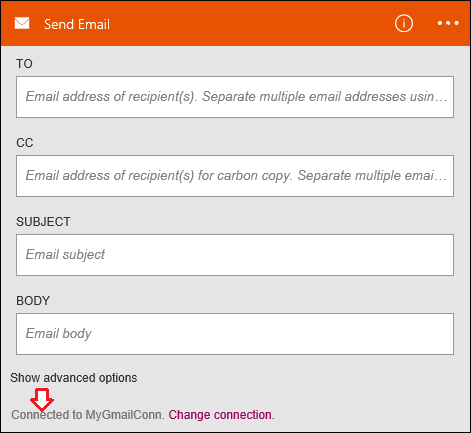 Send Email
TO
Email address of recipient(s). Separate multiple email addresses usin…
CC
Email address of recipient(s) for carbon copy. Separate multiple emai…
SUBJECT
Email subject
BODY
Email body
Show advanced options
Connected to MyGmailConn. Change connection.